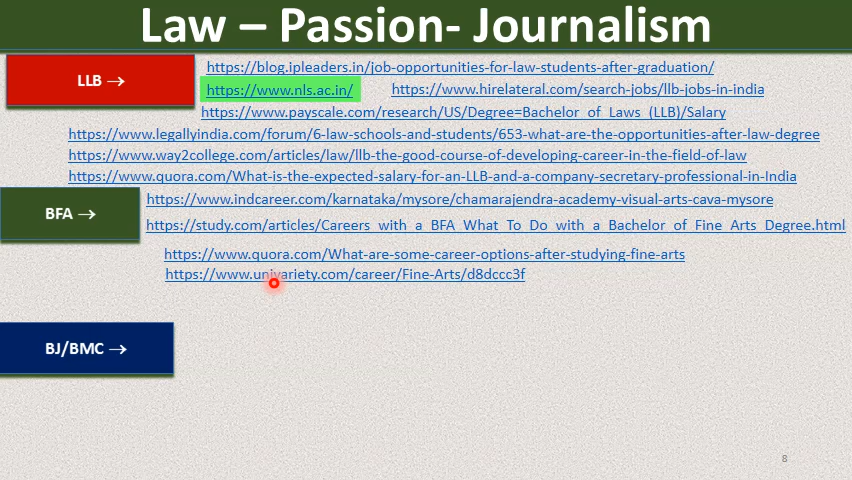 Law – Passion- Journalism
LLB →
https://blog.ipleaders.in/job-opportunities-for-law-students-after-graduation/
https://www.nls.ac.in/ https://www.hirelateral.com/search-jobs/llb-jobs-in-india
https://www.payscale.com/research/US/Degree=Bachelor_of_Laws_(LLB)/Salary
https://www.legallyindia.com/forum/6-law-schools-and-students/653-what-are-the-opportunities-after-law-degree
https://www.way2college.com/articles/law/llb-the-good-course-of-developing-career-in-the-field-of-law
https://www.quora.com/What-is-the-expected-salary-for-an-LLB-and-a-company-secretary-professional-in-India
BFA →
https://www.indcareer.com/karnataka/mysore/chamarajendra-academy-visual-arts-cava-mysore
https://study.com/articles/Careers_with_a_BFA_What_To_Do_with_a_Bachelor_of_Fine_Arts_Degree.html
https://www.quora.com/What-are-some-career-options-after-studying-fine-arts
https://www.univariety.com/career/Fine-Arts/d8dccc3f
BJ/BMC →
8